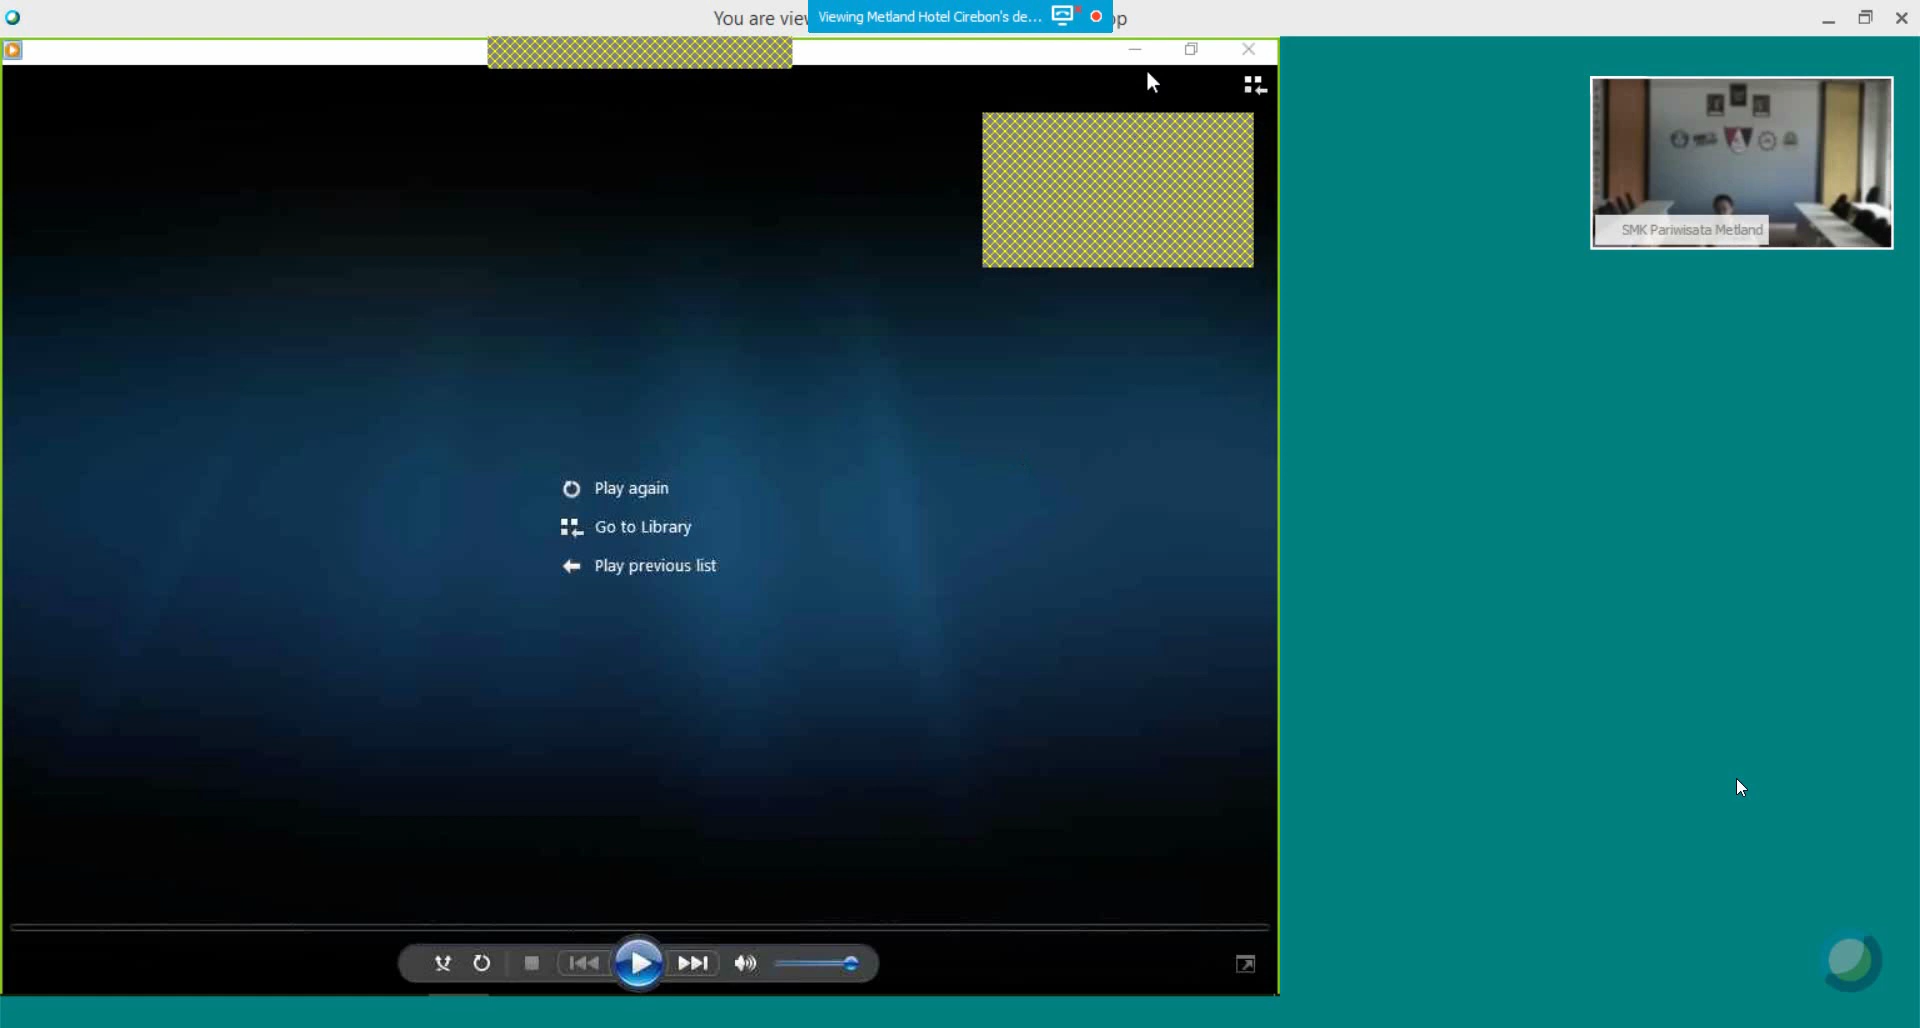 You are vie
Viewing Metland Hotel Cirebon's de...
op
SMK Pariwisata Metland
Play again
Go to Library
Play previous list